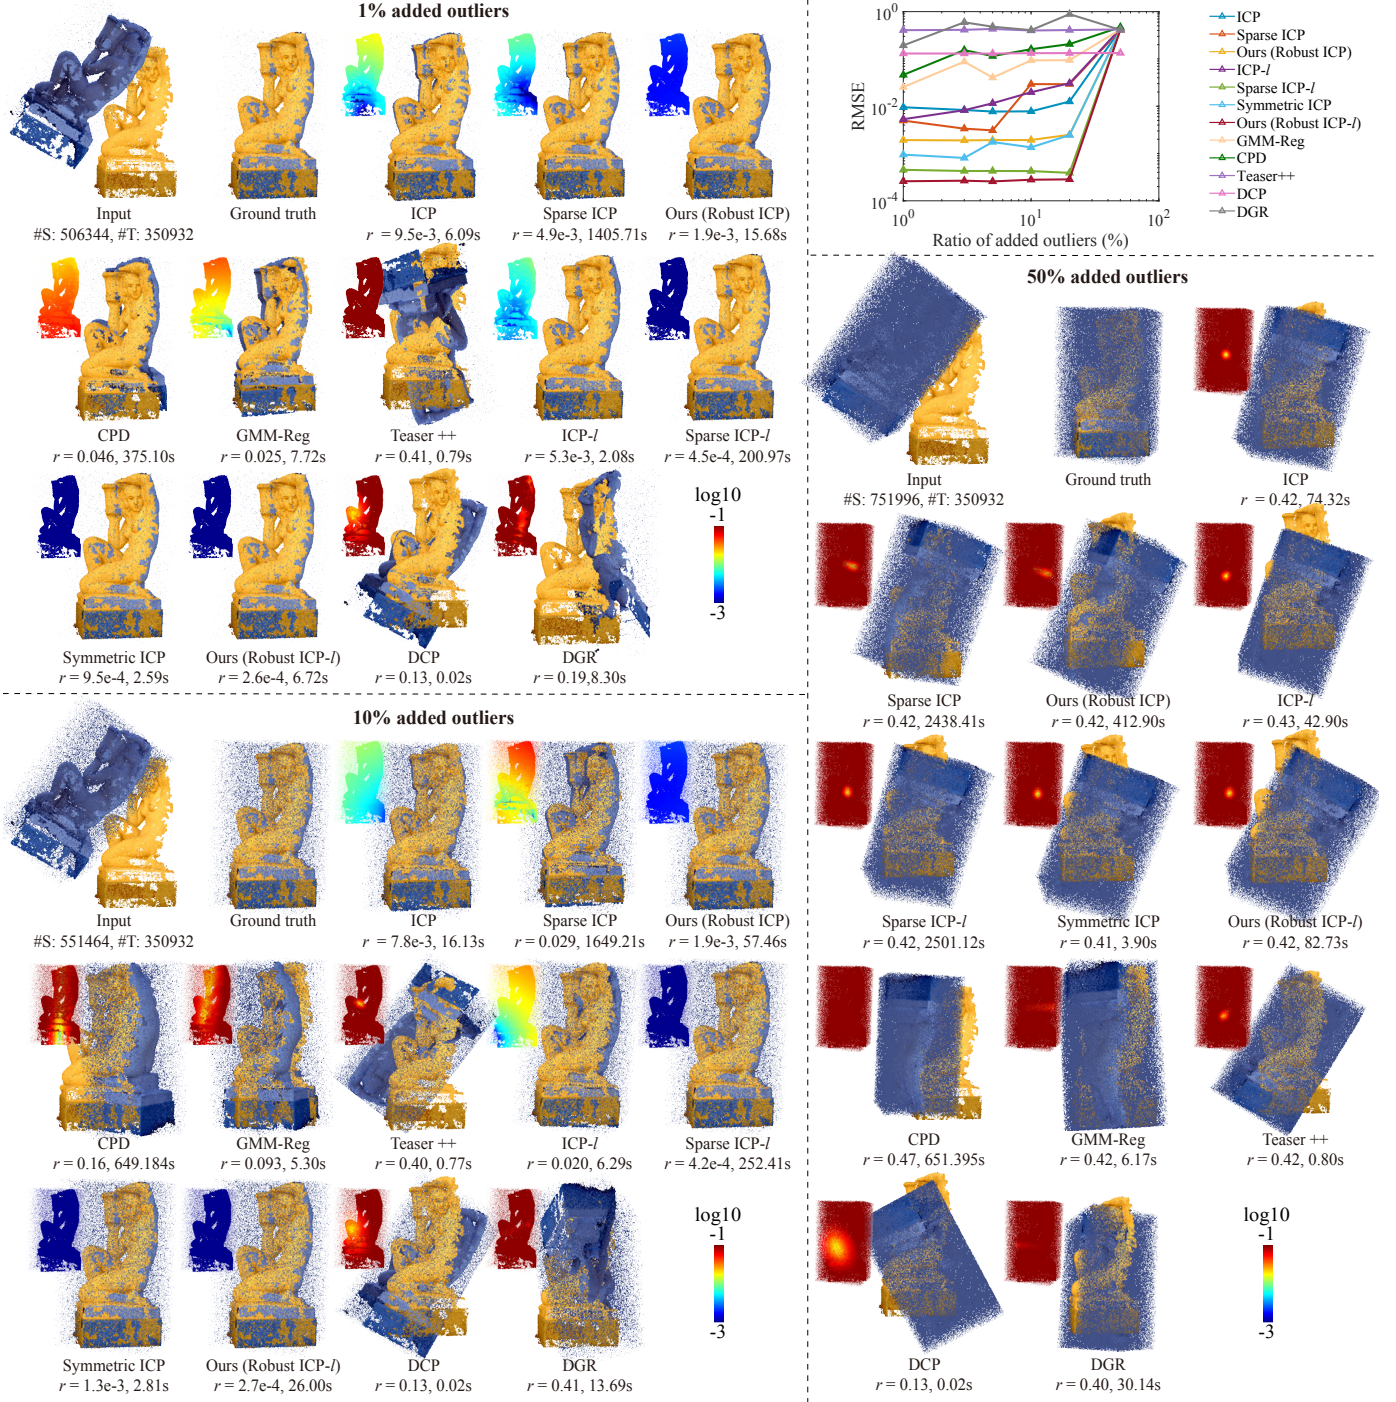 1% added outliers
Input
#S: 506344, #T: 350932
Ground truth
ICP
r = 9.5e-3, 6.09s
Sparse ICP
r = 4.9e-3, 1405.71s
Ours (Robust ICP)
r = 1.9e-3, 15.68s
CPD
r = 0.046, 375.10s
GMM-Reg
r = 0.025, 7.72s
Teaser ++
r = 0.41, 0.79s
ICP-l
r = 5.3e-3, 2.08s
Sparse ICP-l
r = 4.5e-4, 200.97s
Symmetric ICP
r = 9.5e-4, 2.59s
Ours (Robust ICP-l)
r = 2.6e-4, 6.72s
DCP
r = 0.13, 0.02s
DGR
r = 0.19,8.30s
log10
-1
-3
10% added outliers
Input
#S: 551464, #T: 350932
Ground truth
ICP
r = 7.8e-3, 16.13s
Sparse ICP
r = 0.029, 1649.21s
Ours (Robust ICP)
r = 1.9e-3, 57.46s
CPD
r = 0.16, 649.184s
GMM-Reg
r = 0.093, 5.30s
Teaser ++
r = 0.40, 0.77s
ICP-l
r = 0.020, 6.29s
Sparse ICP-l
r = 4.2e-4, 252.41s
Symmetric ICP
r = 1.3e-3, 2.81s
Ours (Robust ICP-l)
r = 2.7e-4, 26.00s
DCP
r = 0.13, 0.02s
DGR
r = 0.41, 13.69s
log10
-1
-3
10^0
10^-2
10^-4
RMSE
10^0
10^1
10^2
Ratio of added outliers (%)
ICP
Sparse ICP
Ours (Robust ICP)
ICP-l
Sparse ICP-l
Symmetric ICP
Ours (Robust ICP-l)
GMM-Reg
CPD
Teaser++
DCP
DGR
50% added outliers
Input
#S: 751996, #T: 350932
Ground truth
ICP
r = 0.42, 74.32s
Sparse ICP
r = 0.42, 2438.41s
Ours (Robust ICP)
r = 0.42, 412.90s
ICP-l
r = 0.43, 42.90s
Sparse ICP-l
r = 0.42, 2501.12s
Symmetric ICP
r = 0.41, 3.90s
Ours (Robust ICP-l)
r = 0.42, 82.73s
CPD
r = 0.47, 651.395s
GMM-Reg
r = 0.42, 6.17s
Teaser ++
r = 0.42, 0.80s
DCP
r = 0.13, 0.02s
DGR
r = 0.40, 30.14s
log10
-1
-3